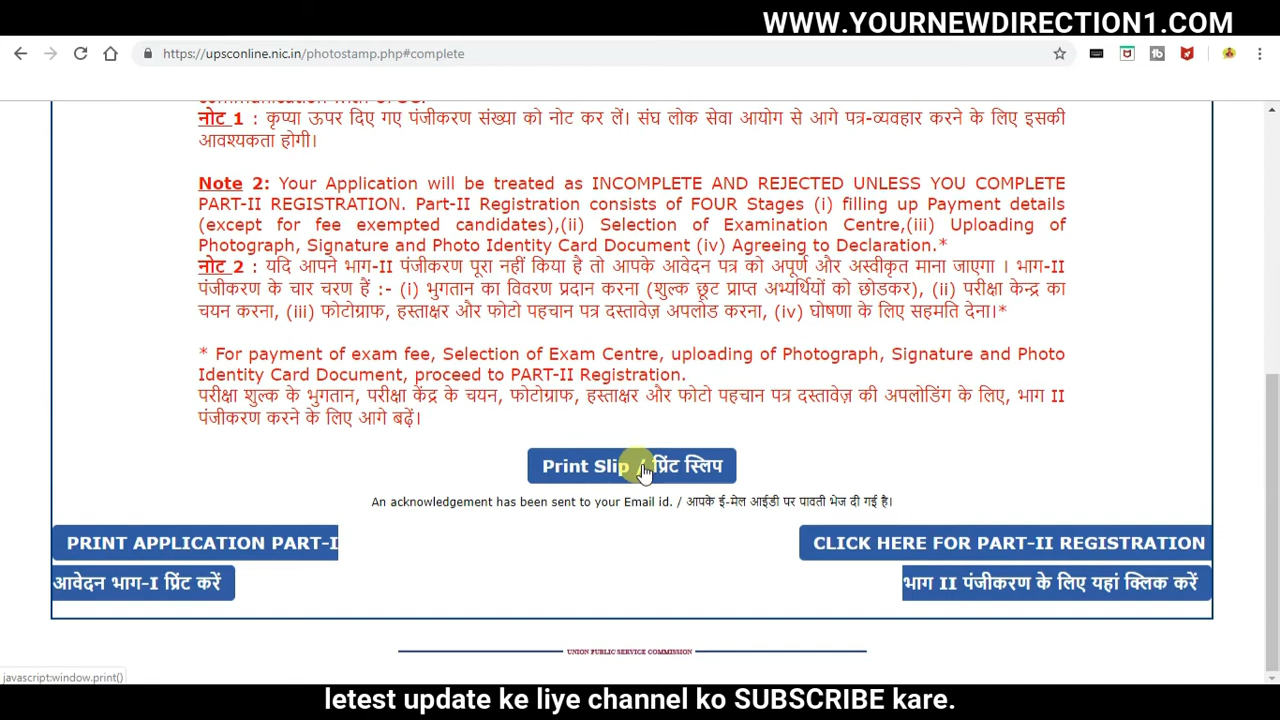 WWW.YOURNEWDIRECTION1.COM
https://upsconline.nic.in/photostamp.php#complete
नोट 1 : कृप्या ऊपर दिए गए पंजीकरण संख्या को नोट कर लें। संघ लोक सेवा आयोग से आगे पत्र-व्यवहार करने के लिए इसकी
आवश्यकता होगी।
Note 2: Your Application will be treated as INCOMPLETE AND REJECTED UNLESS YOU COMPLETE
PART-II REGISTRATION. Part-II Registration consists of FOUR Stages (i) filling up Payment details
(except for fee exempted candidates),(ii) Selection of Examination Centre,(iii) Uploading of
Photograph, Signature and Photo Identity Card Document (iv) Agreeing to Declaration.*
नोट 2 : यदि आपने भाग-II पंजीकरण पूरा नहीं किया है तो आपके आवेदन पत्र को अपूर्ण और अस्वीकृत माना जाएगा । भाग-II
पंजीकरण के चार चरण हैं :- (i) भुगतान का विवरण प्रदान करना (शुल्क छूट प्राप्त अभ्यर्थियों को छोडकर), (ii) परीक्षा केन्द्र का
चयन करना, (iii) फोटोग्राफ, हस्ताक्षर और फोटो पहचान पत्र दस्तावेज़ अपलोड करना, (iv) घोषणा के लिए सहमति देना।*
* For payment of exam fee, Selection of Exam Centre, uploading of Photograph, Signature and Photo
Identity Card Document, proceed to PART-II Registration.
परीक्षा शुल्क के भुगतान, परीक्षा केंद्र के चयन, फोटोग्राफ, हस्ताक्षर और फोटो पहचान पत्र दस्तावेज़ की अपलोडिंग के लिए, भाग II
पंजीकरण करने के लिए आगे बढ़ें।
Print Slip / प्रिंट स्लिप
An acknowledgement has been sent to your Email id. / आपके ई-मेल आईडी पर पावती भेज दी गई है।
PRINT APPLICATION PART-I
आवेदन भाग-I प्रिंट करें
CLICK HERE FOR PART-II REGISTRATION
भाग II पंजीकरण के लिए यहां क्लिक करें
UNION PUBLIC SERVICE COMMISSION
javascript:window.print()
letest update ke liye channel ko SUBSCRIBE kare.